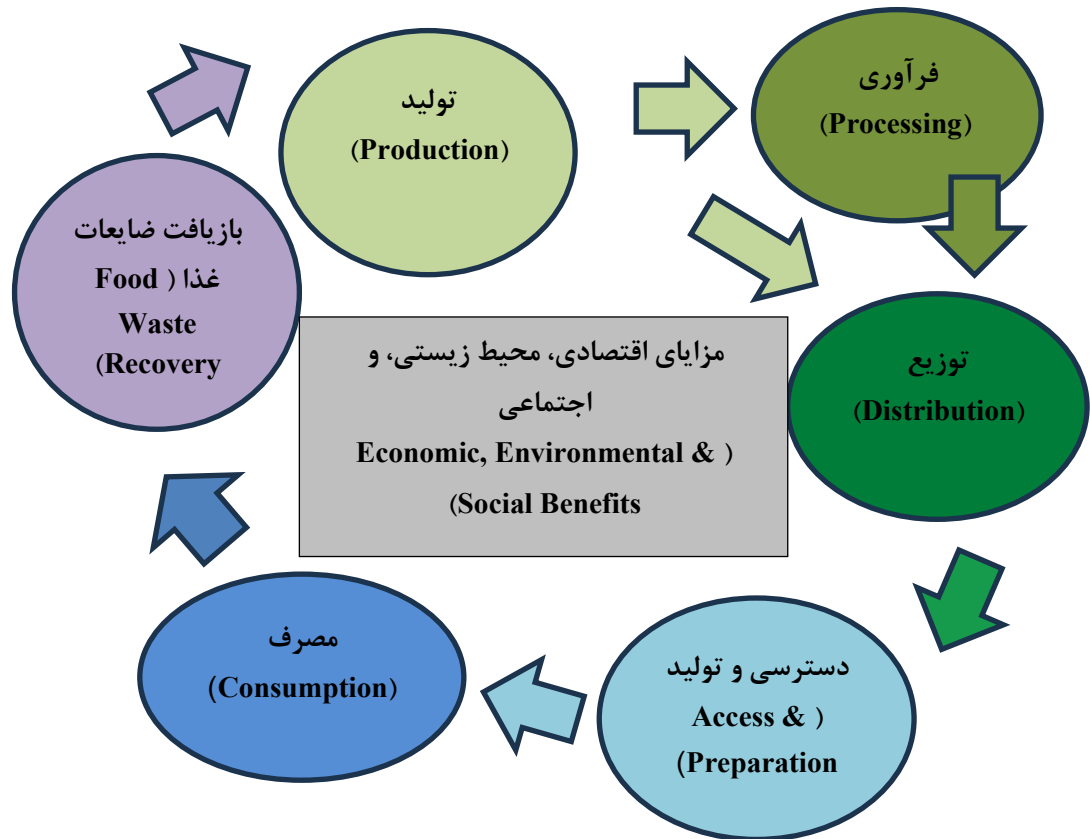 تولید
(Production)
فرآوری
(Processing)
بازیافت ضایعات
غذا (Food
Waste
Recovery)
مزایای اقتصادی، محیط زیستی، و
اجتماعی
(Economic, Environmental &
Social Benefits)
توزیع
(Distribution)
مصرف
(Consumption)
دسترسی و تولید
(Access &
Preparation)